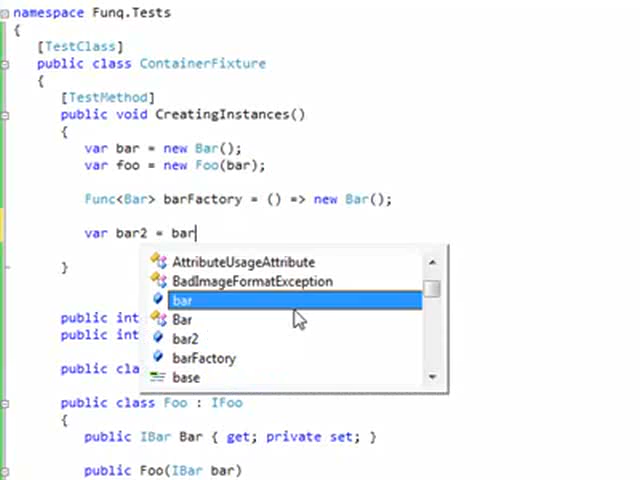 namespace Funq.Tests
{
[TestClass]
public class ContainerFixture
{
[TestMethod]
public void CreatingInstances()
{
var bar = new Bar();
var foo = new Foo(bar);
Func<Bar> barFactory = () => new Bar();
var bar2 = bar
AttributeUsageAttribute
BadImageFormatException
bar
Bar
bar2
barFactory
base
}
public int
public int
public cla
public class Foo : IFoo
{
public IBar Bar { get; private set; }
public Foo(IBar bar)